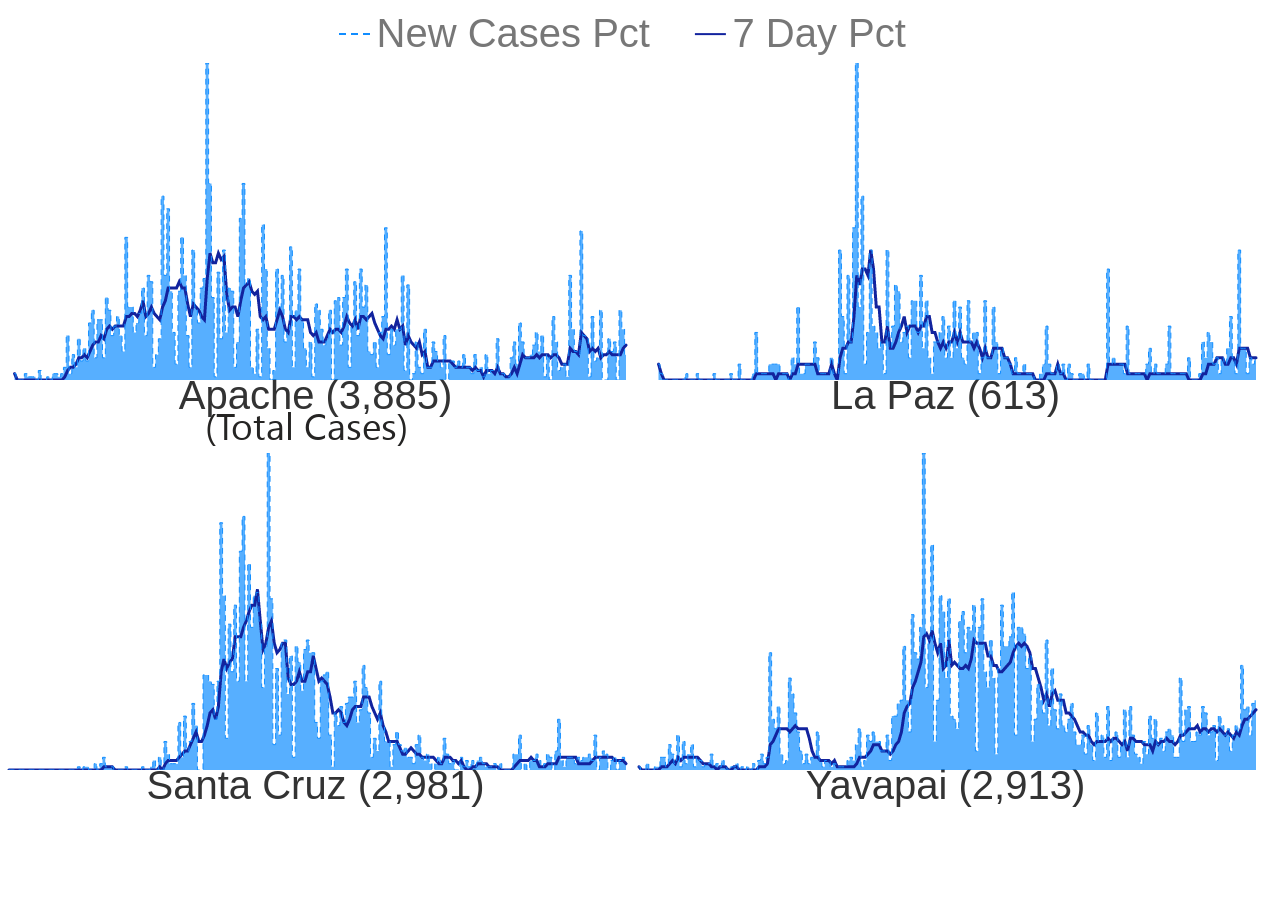 New Cases Pct 7 Day Pct
Apache (3,885) La Paz (613)
(Total Cases)
Santa Cruz (2,981) Yavapai (2,913)